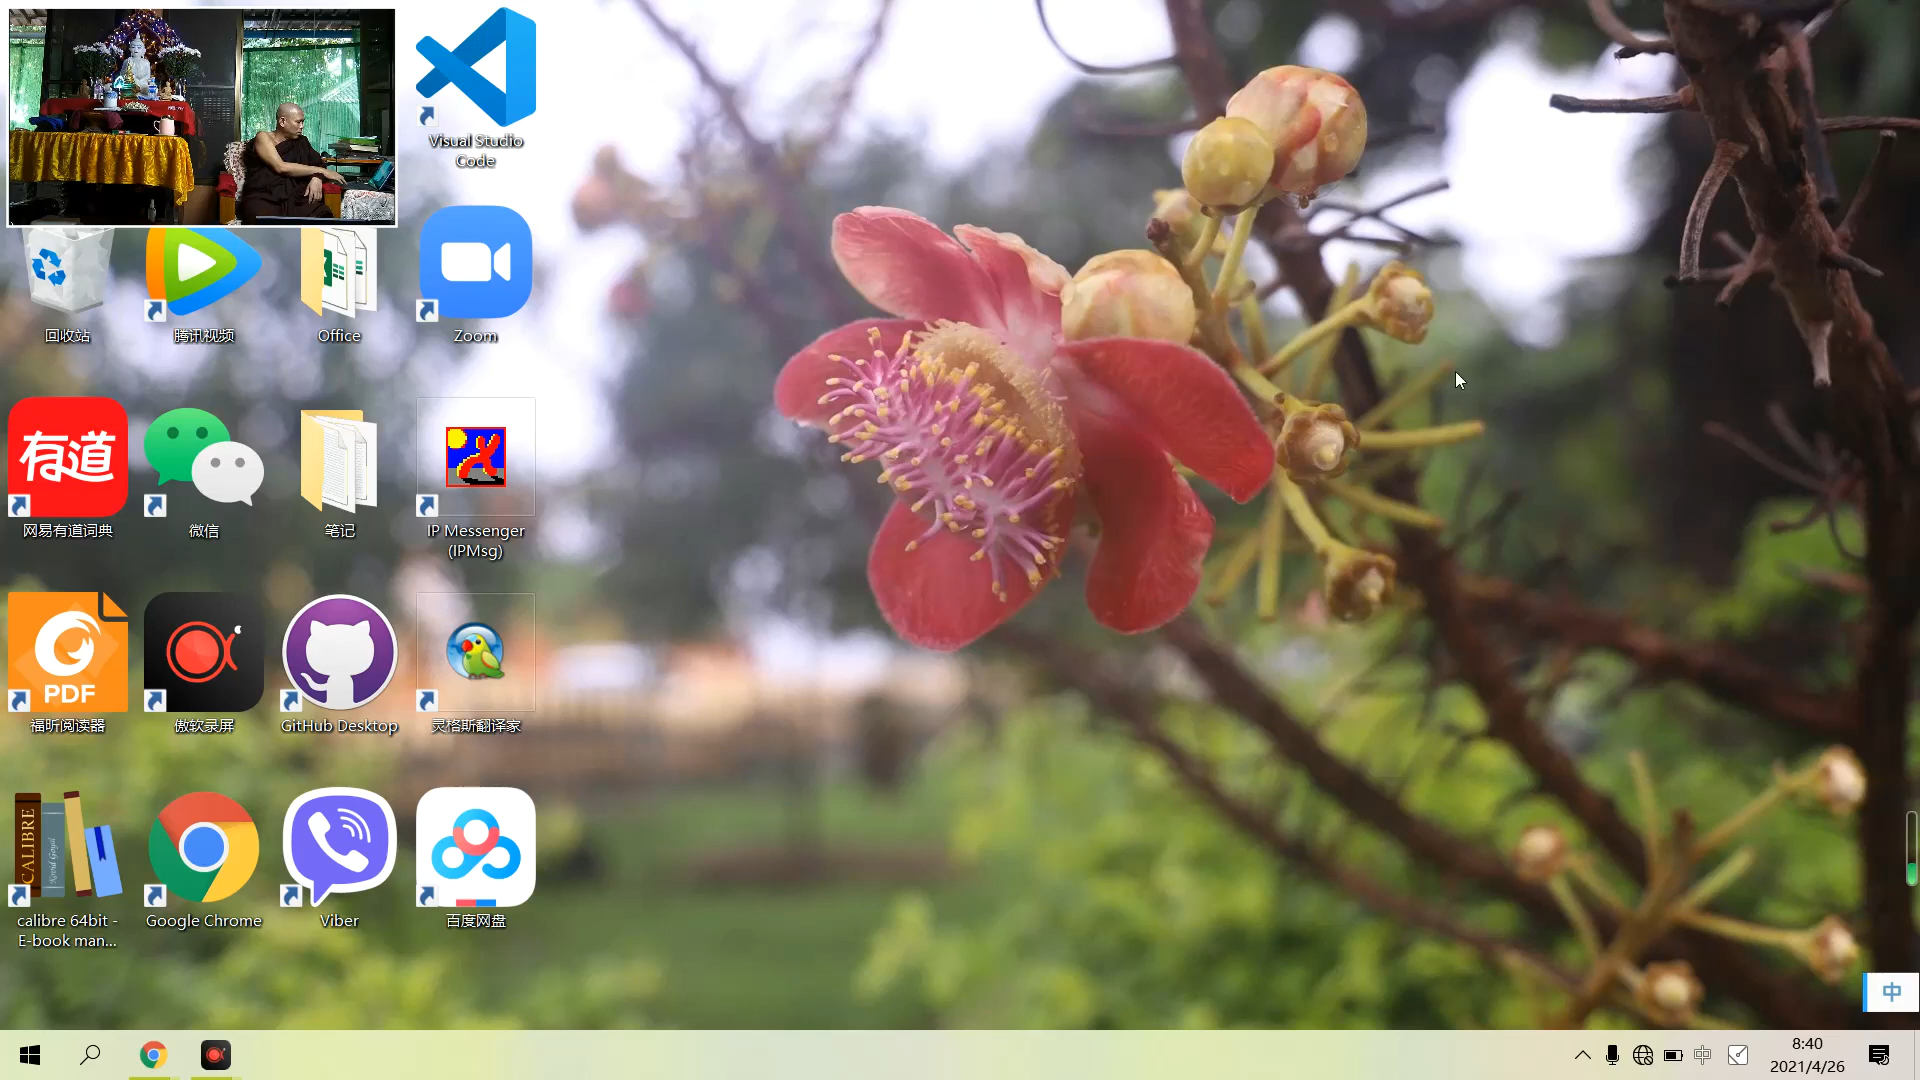 Visual Studio
Code
回收站
腾讯视频
Office
Zoom
有道
网易有道词典
微信
笔记
IP Messenger
(IPMsg)
PDF
福昕阅读器
傲软录屏
GitHub Desktop
灵格斯翻译家
CALIBRE
calibre 64bit -
E-book man...
Google Chrome
Viber
百度网盘
中
中
8:40
2021/4/26